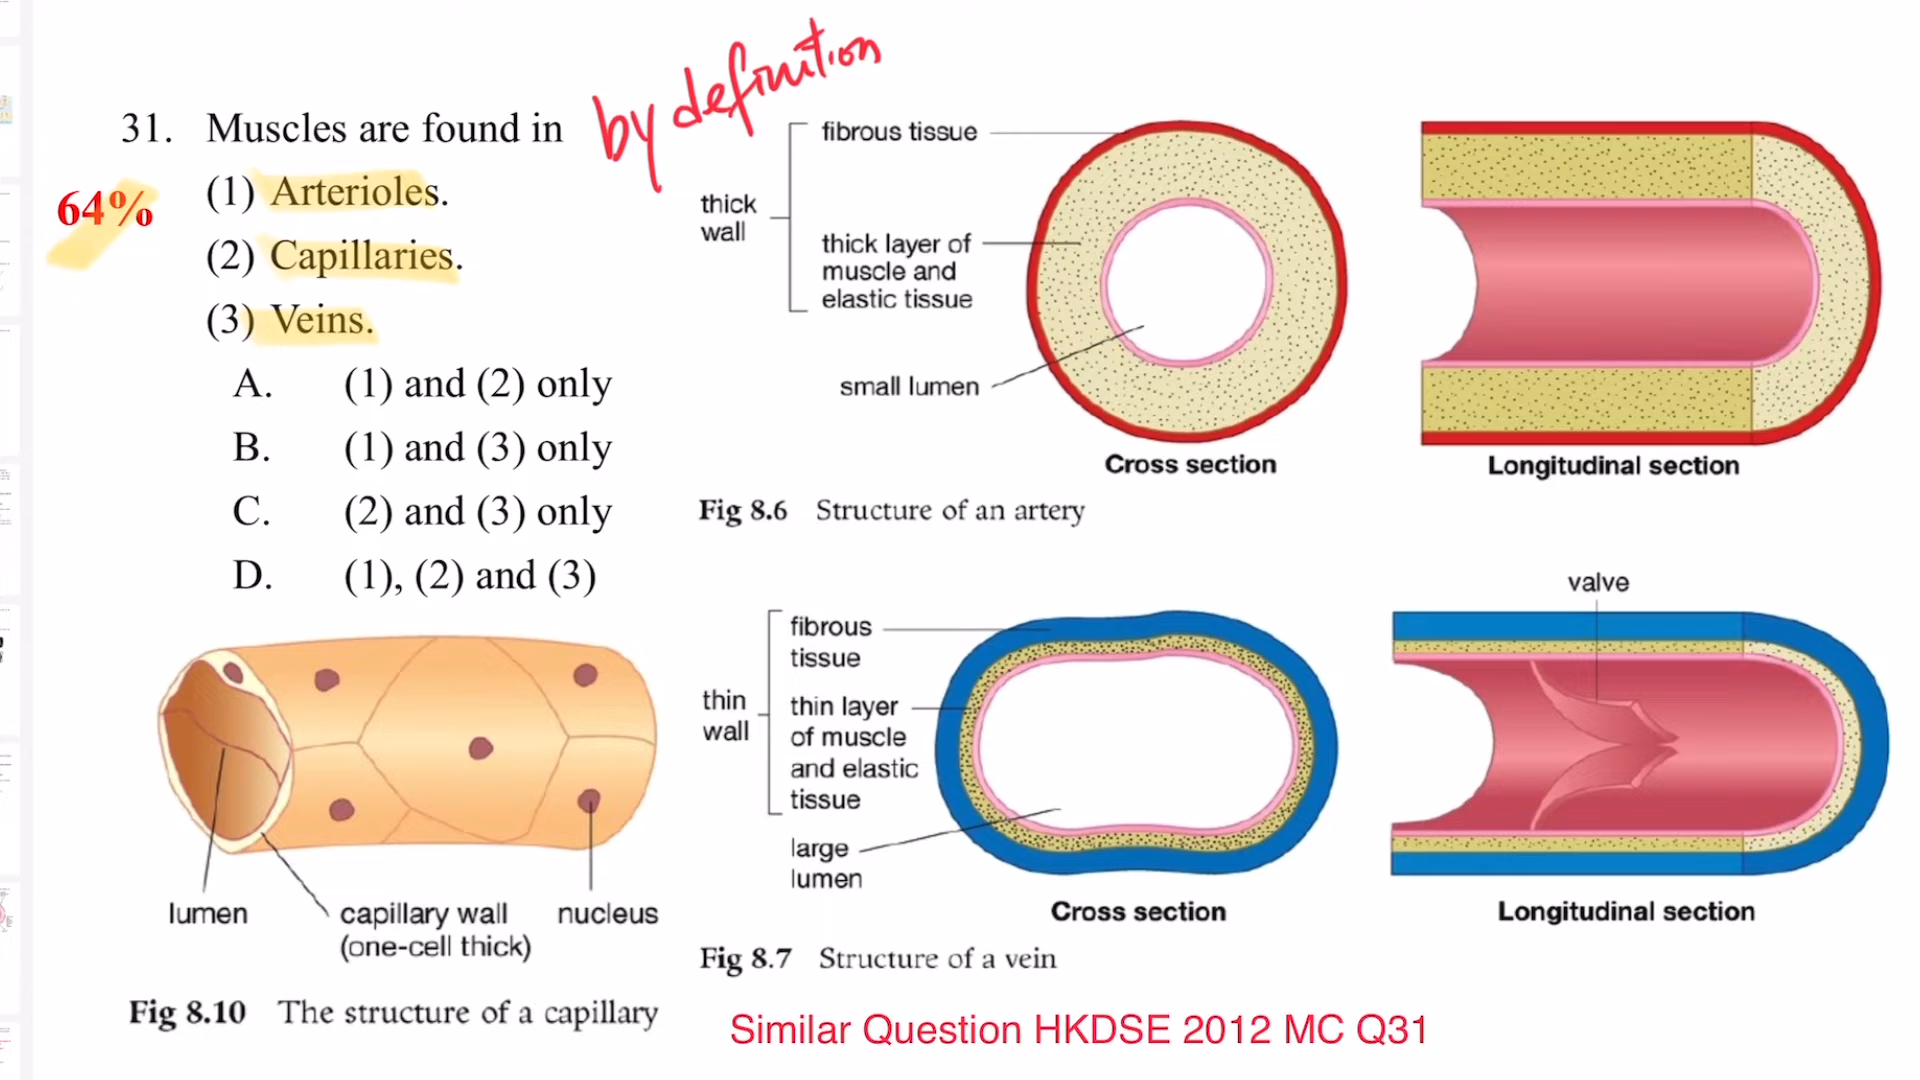 by definition
31. Muscles are found in
64%
(1) Arterioles.
(2) Capillaries.
(3) Veins.
A. (1) and (2) only
B. (1) and (3) only
C. (2) and (3) only
D. (1), (2) and (3)
fibrous tissue
thick
wall
thick layer of
muscle and
elastic tissue
small lumen
Cross section
Longitudinal section
Fig 8.6 Structure of an artery
valve
fibrous
tissue
thin
wall
thin layer
of muscle
and elastic
tissue
large
lumen
Cross section
Longitudinal section
Fig 8.7 Structure of a vein
lumen
capillary wall
(one-cell thick)
nucleus
Fig 8.10 The structure of a capillary
Similar Question HKDSE 2012 MC Q31